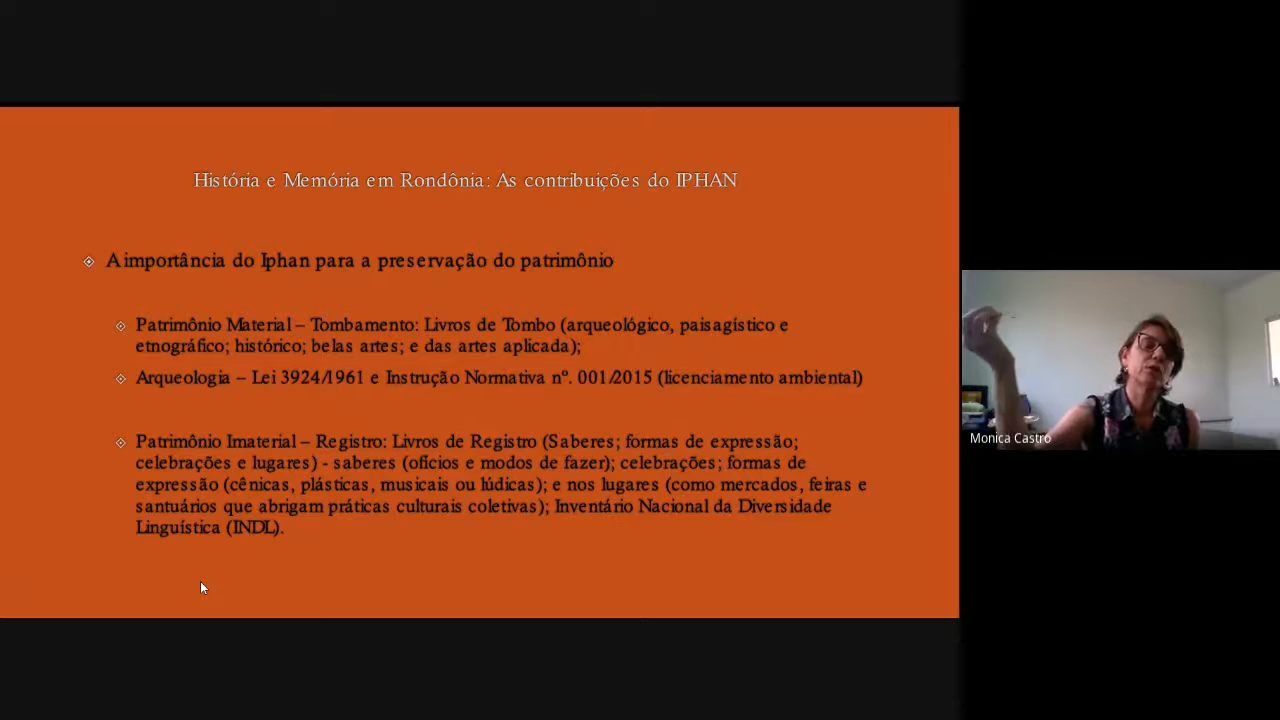 História e Memória em Rondônia: As contribuições do IPHAN
A importância do Iphan para a preservação do patrimônio
Patrimônio Material – Tombamento: Livros de Tombo (arqueológico, paisagístico e
etnográfico; histórico; belas artes; e das artes aplicada);
Arqueologia – Lei 3924/1961 e Instrução Normativa nº. 001/2015 (licenciamento ambiental)
Patrimônio Imaterial – Registro: Livros de Registro (Saberes; formas de expressão;
celebrações e lugares) - saberes (ofícios e modos de fazer); celebrações; formas de
expressão (cênicas, plásticas, musicais ou lúdicas); e nos lugares (como mercados, feiras e
santuários que abrigam práticas culturais coletivas); Inventário Nacional da Diversidade
Linguística (INDL).
Monica Castro